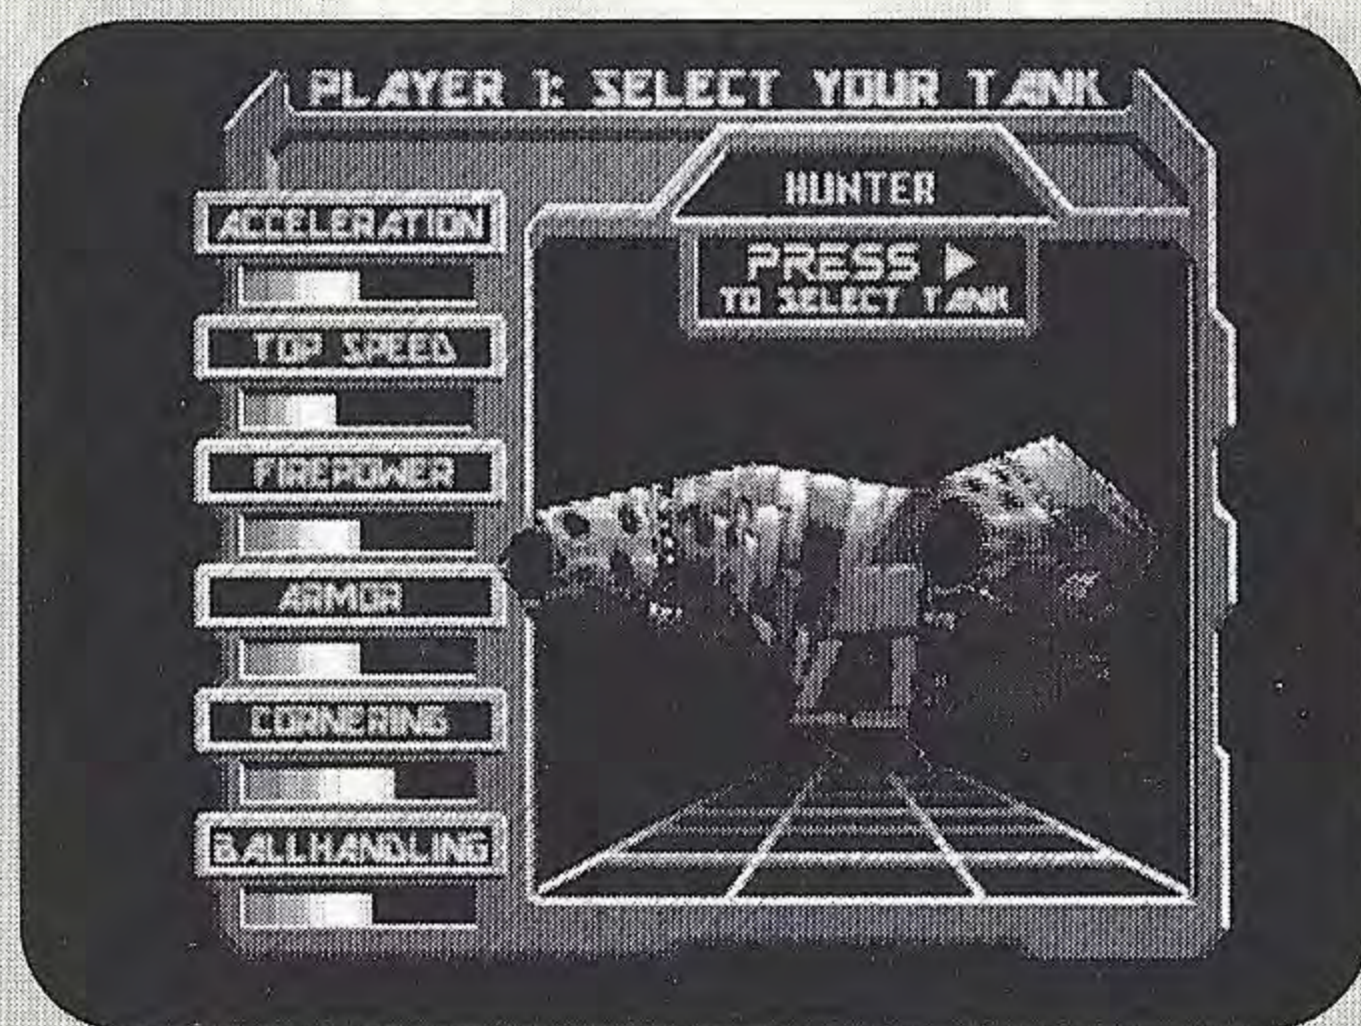 PLAYER 1: SELECT YOUR TANK
HUNTER
PRESS ▶
TO SELECT TANK
ACCELERATION
TOP SPEED
FIREPOWER
ARMOR
CORNERING
BALLHANDLING